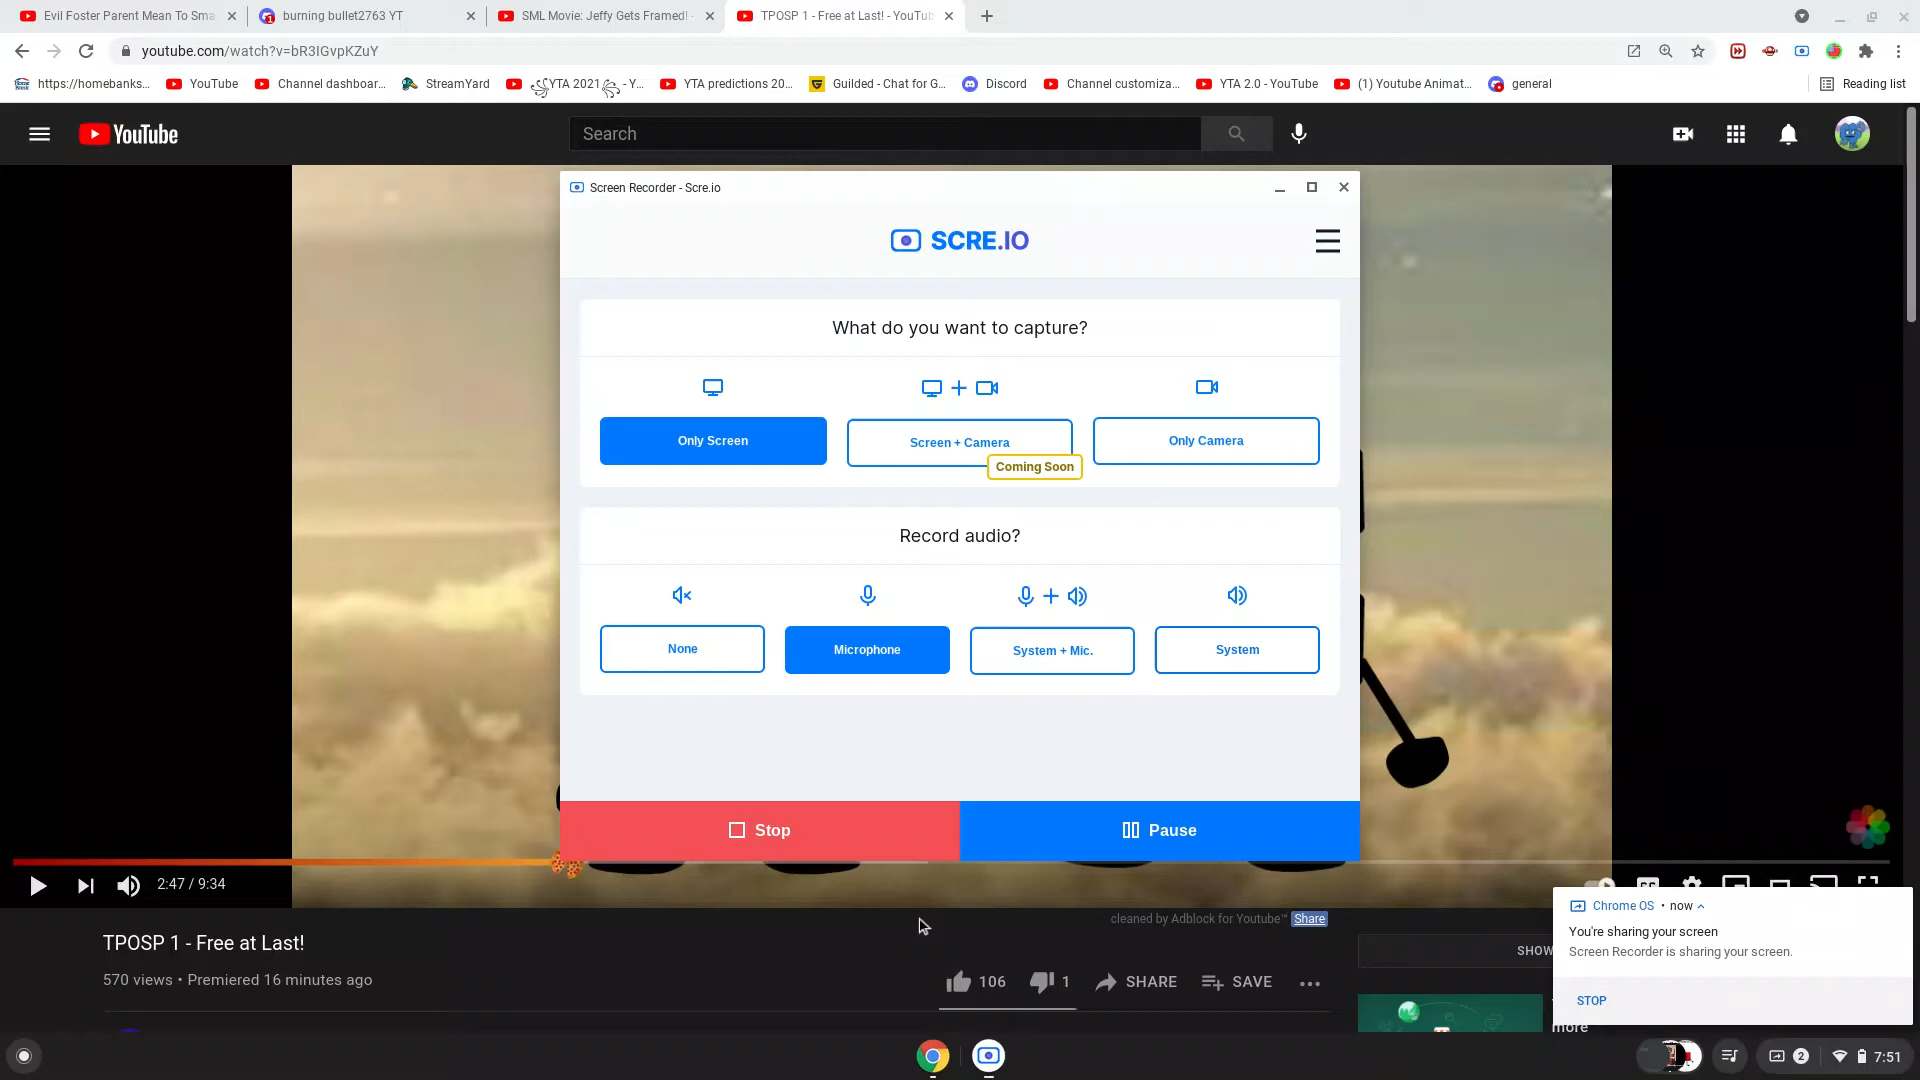 Evil Foster Parent Mean To Sma
burning bullet2763 YT
SML Movie: Jeffy Gets Framed! -
TPOSP 1 - Free at Last! - YouTub
youtube.com/watch?v=bR3IGvpKZuY
https://homebanks...
YouTube
Channel dashboar...
StreamYard
꧁YTA 2021꧂ - Y...
YTA predictions 20...
Guilded - Chat for G...
Discord
Channel customiza...
YTA 2.0 - YouTube
(1) Youtube Animat...
general
Reading list
YouTube
Search
Screen Recorder - Scre.io
SCRE.IO
What do you want to capture?
Only Screen
Screen + Camera
Only Camera
Coming Soon
Record audio?
None
Microphone
System + Mic.
System
Stop
Pause
2:47 / 9:34
cleaned by Adblock for Youtube™ Share
TPOSP 1 - Free at Last!
570 views • Premiered 16 minutes ago
106
1
SHARE
SAVE
SHOW
Chrome OS • now
You're sharing your screen
Screen Recorder is sharing your screen.
STOP
more
2
7:51